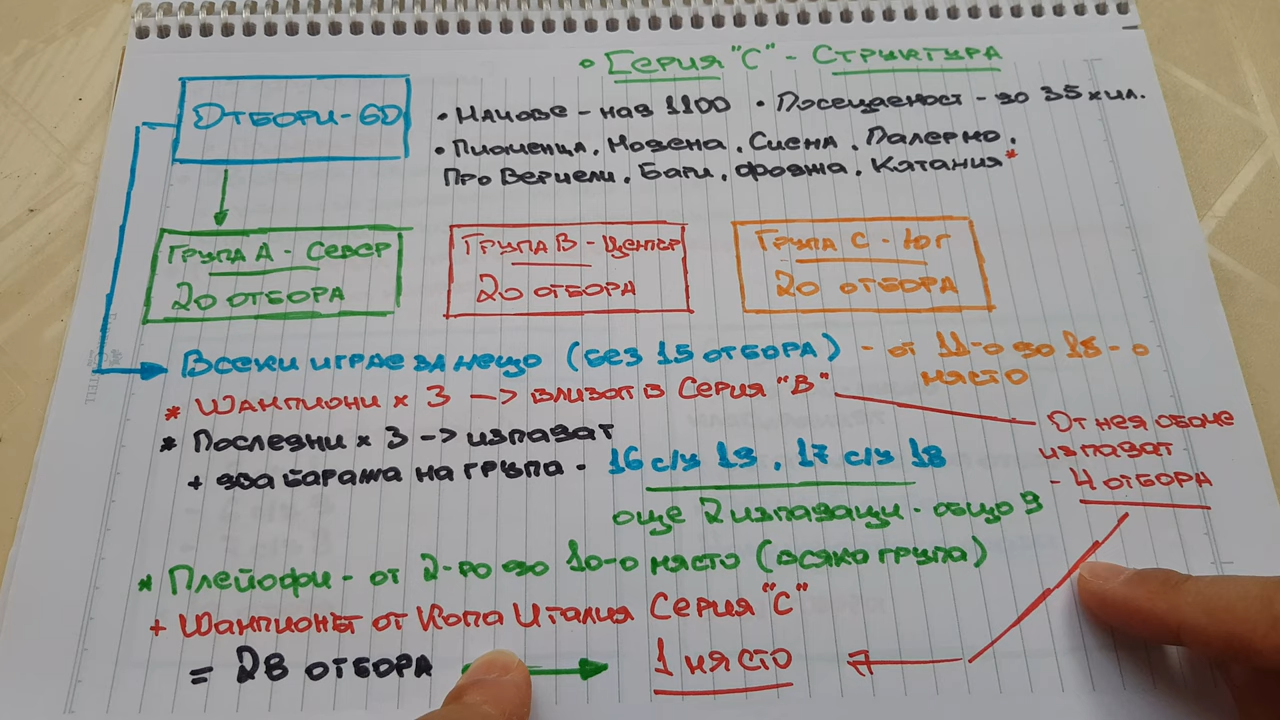 • Серия "С" - Структура
Отбори - 60
• Мачове - над 1100 • Посещаемост - до 35 хил.
• Пиаченца, Модена, Сиена, Палермо,
Про Верчели, Бари, Фоджа, Катания*
Група А - Север
20 отбора
Група В - Център
20 отбора
Група С - Юг
20 отбора
Всеки играе за нещо (без 15 отбора) - от 11-о до 15-о
място
* Шампиони х 3 -> влизат в Серия "В"
От нея обаче
изпадат
- 4 отбора
* Последни х 3 -> изпадат
+ два баража на група - 16 с/у 19, 17 с/у 18
още 2 изпадащи - общо 9
* Плейофи - от 2-ро до 10-о място (всяка група)
+ Шампионът от Копа Италия Серия "С"
= 28 отбора
1 място